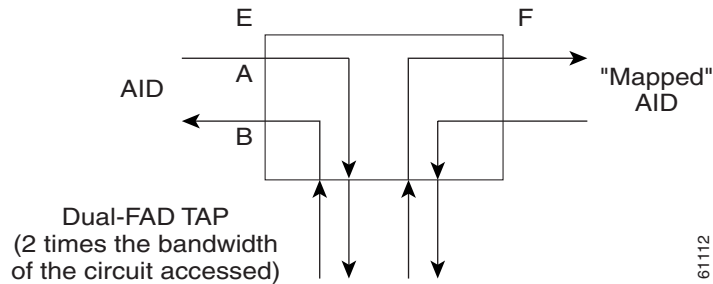 E
F
A
AID
"Mapped"
AID
B
Dual-FAD TAP
(2 times the bandwidth
of the circuit accessed)
61112